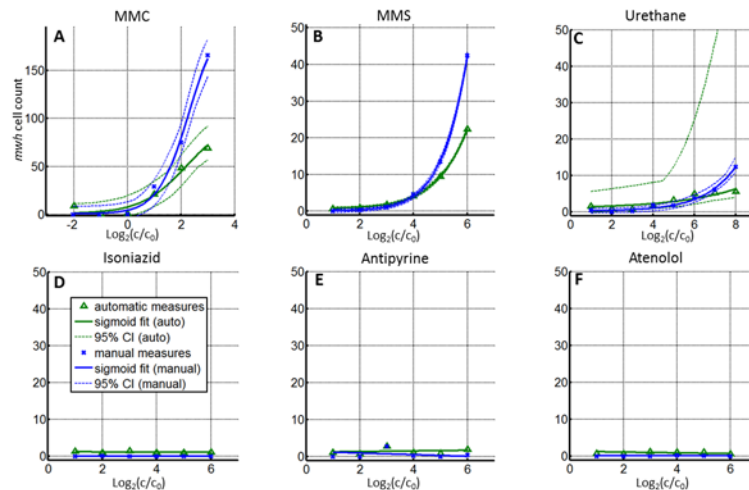 MMC
MMS
Urethane
A
B
C
mwh cell count
150
100
50
0
-2
0
2
4
Log2(c/c0)
50
40
30
20
10
0
0
2
4
6
Log2(c/c0)
50
40
30
20
10
0
0
2
4
6
8
Log2(c/c0)
Isoniazid
Antipyrine
Atenolol
D
E
F
50
40
30
20
10
0
automatic measures
sigmoid fit (auto)
95% CI (auto)
manual measures
sigmoid fit (manual)
95% CI (manual)
0
2
4
6
Log2(c/c0)
50
40
30
20
10
0
0
2
4
6
Log2(c/c0)
50
40
30
20
10
0
0
2
4
6
Log2(c/c0)